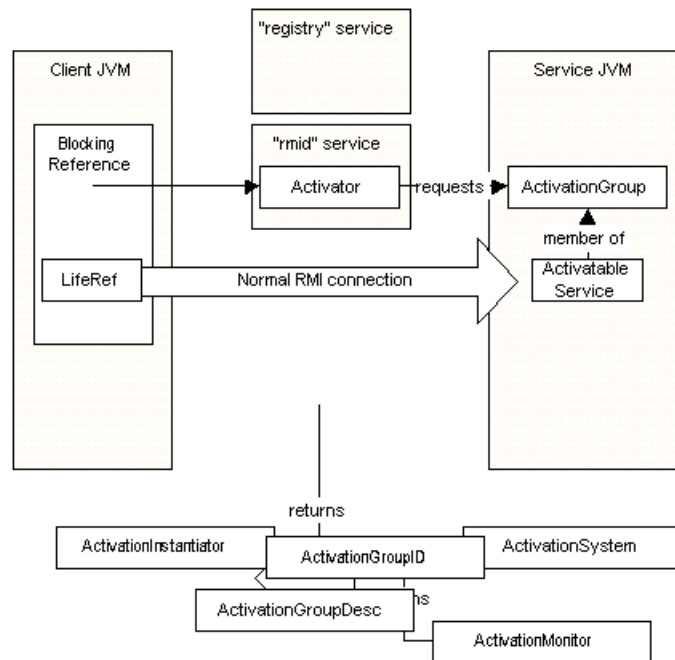 "registry" service
Client JVM
Service JVM
Blocking
Reference
"rmid" service
Activator
requests
ActivationGroup
member of
LifeRef
Normal RMI connection
Activatable
Service
returns
ActivationInstantiator
ActivationGroupID
ActivationSystem
ActivationGroupDesc
ActivationMonitor